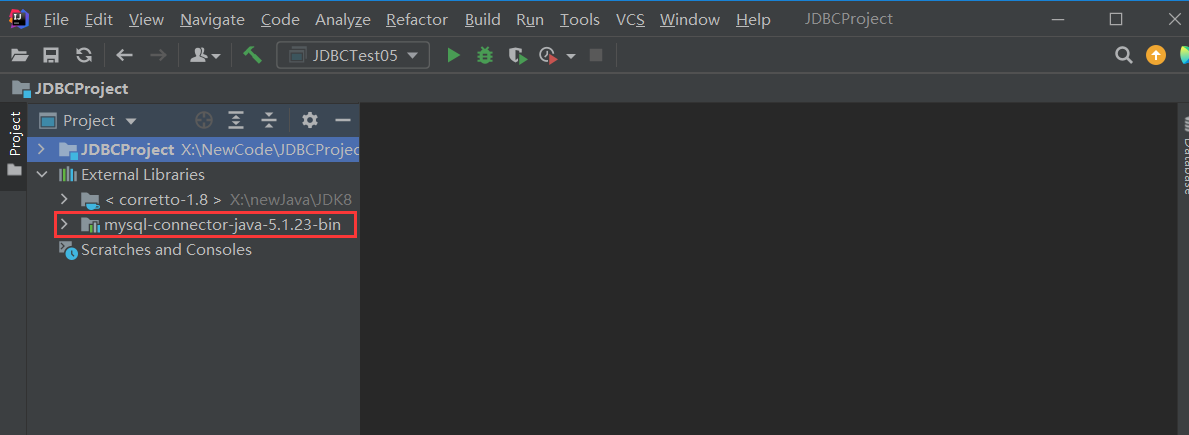 File Edit View Navigate Code Analyze Refactor Build Run Tools VCS Window Help JDBCProject
JDBCTest05
JDBCProject
Project
Project
JDBCProject X:\NewCode\JDBCProjec
External Libraries
< corretto-1.8 > X:\newJava\JDK8
mysql-connector-java-5.1.23-bin
Scratches and Consoles
Database